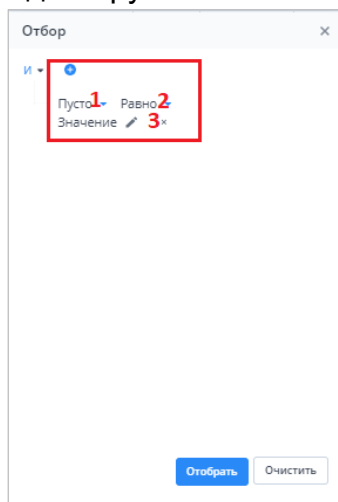 Отбор ×
и
Пусто 1 Равно 2
Значение 3 ×
Отобрать Очистить